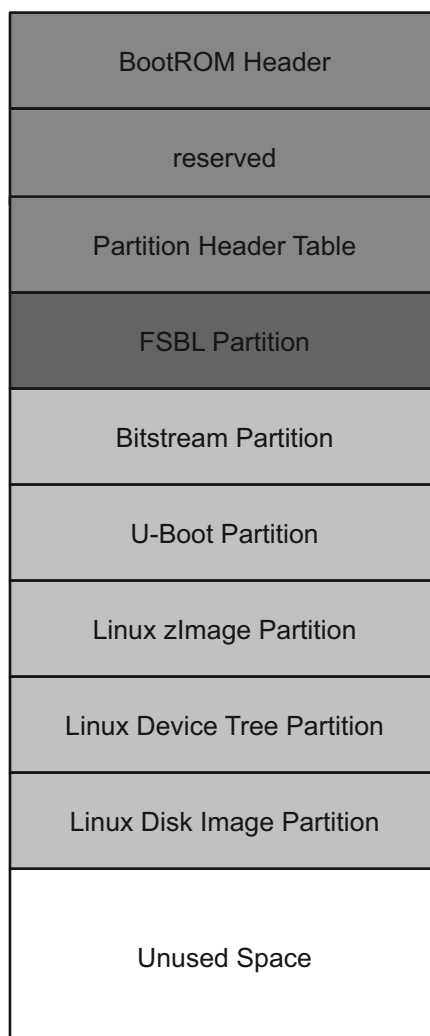 BootROM Header
reserved
Partition Header Table
FSBL Partition
Bitstream Partition
U-Boot Partition
Linux zImage Partition
Linux Device Tree Partition
Linux Disk Image Partition
Unused Space